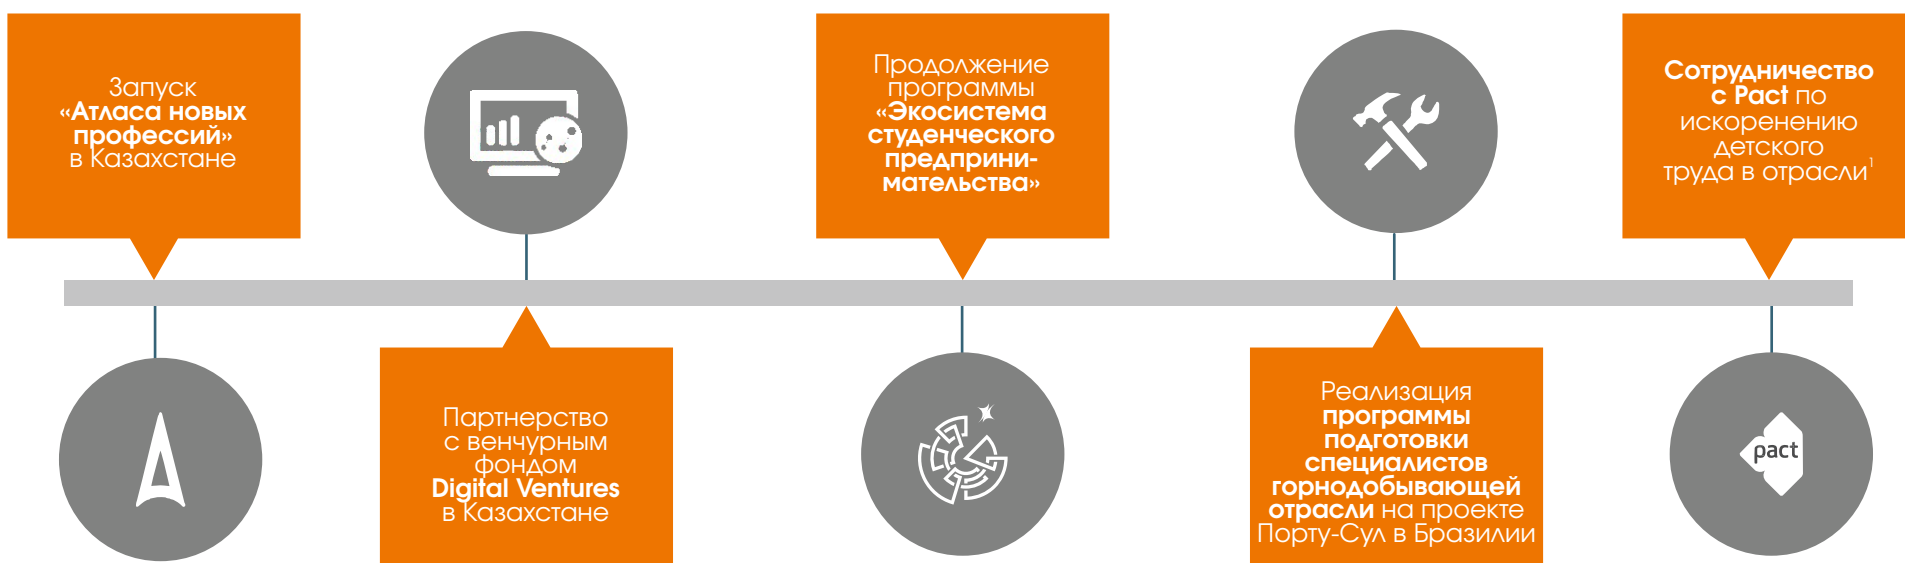 Запуск
«Атласа новых
профессий»
в Казахстане
Партнерство
с венчурным
фондом
Digital Ventures
в Казахстане
Продолжение
программы
«Экосистема
студенческого
предприни-
мательства»
Реализация
программы
подготовки
специалистов
горнодобывающей
отрасли на проекте
Порту-Сул в Бразилии
Сотрудничество
с Pact по
искоренению
детского
труда в отрасли¹
pact